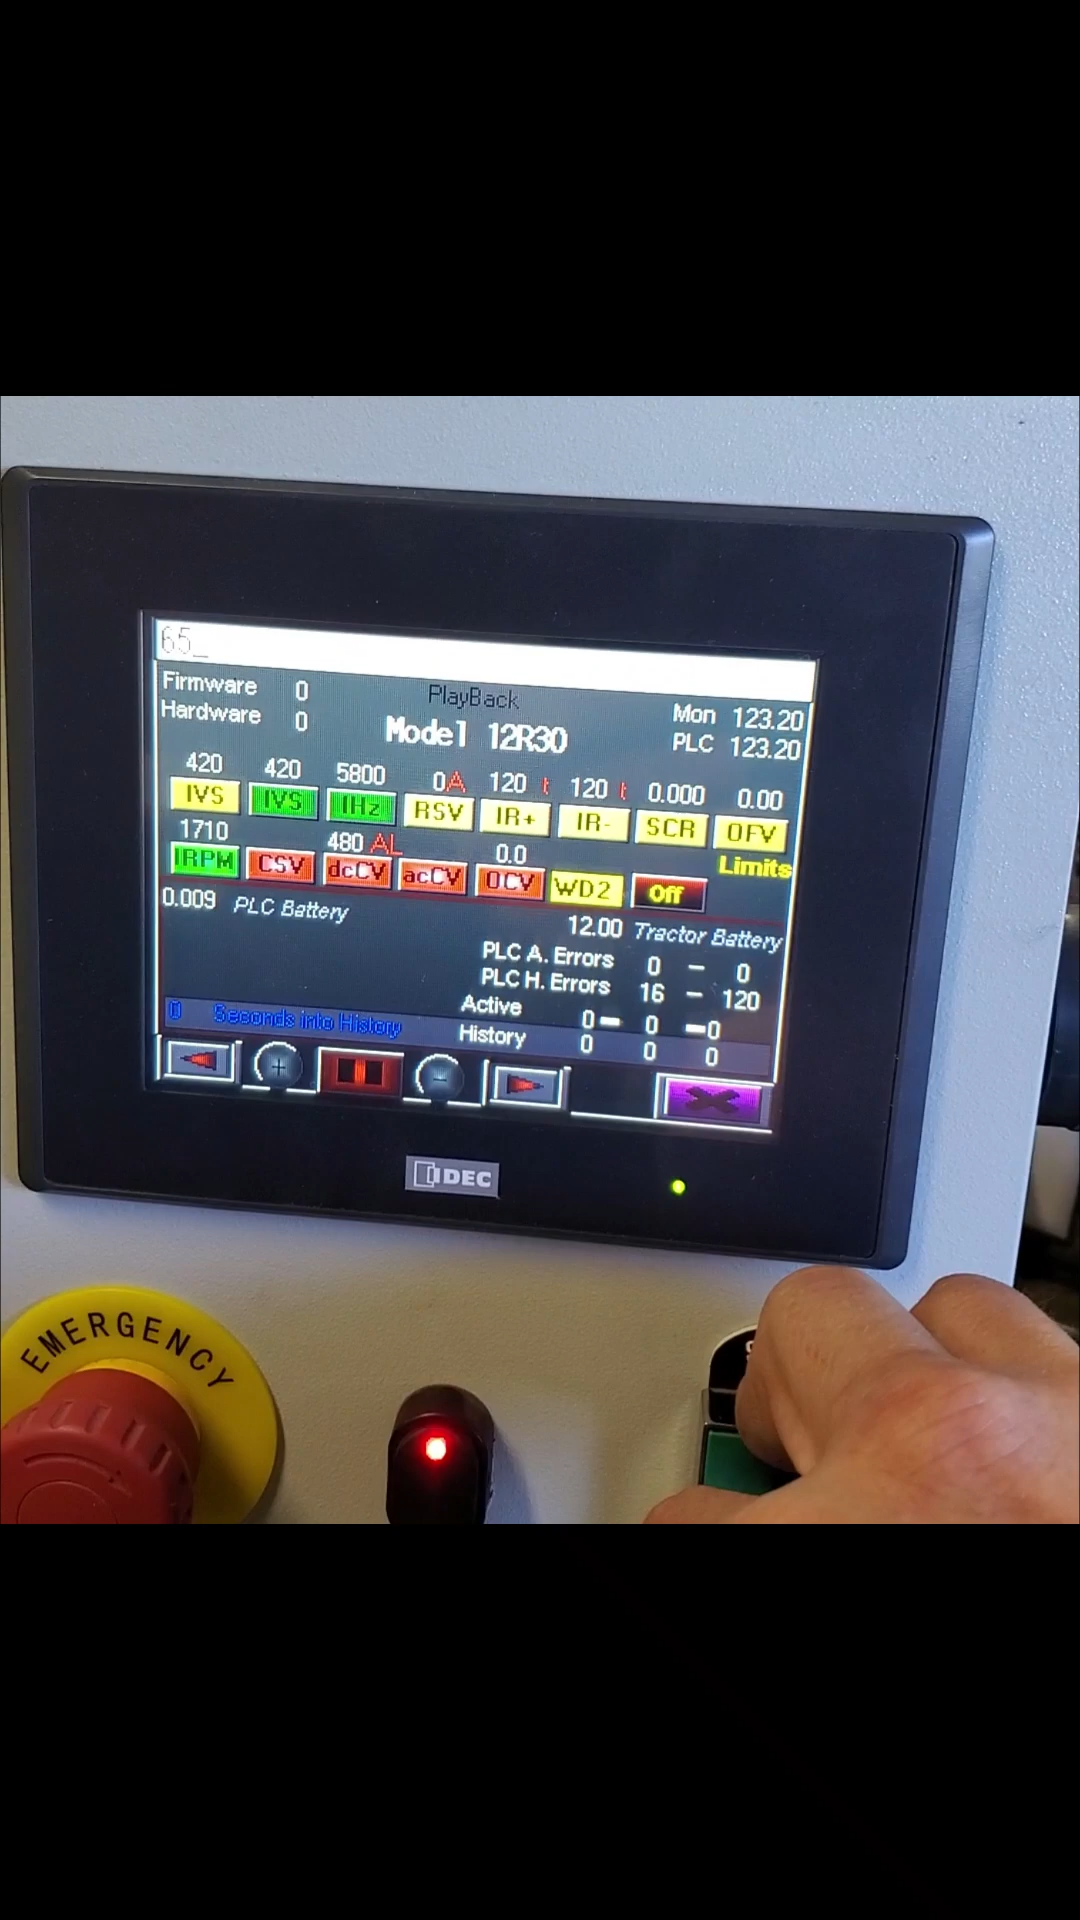 65_
Firmware 0 PlayBack Mon 123.20
Hardware 0 Model 12R30 PLC 123.20
420 420 5800 0A 120 t 120 t 0.000 0.00
IVS IVS IHz RSV IR+ IR- SCR OFV
1710 480 AL 0.0 Limits
IRPM CSV dcCV acCV OCV WD2 Off
0.009 PLC Battery 12.00 Tractor Battery
PLC A. Errors 0 - 0
PLC H. Errors 16 - 120
Active 0 - 0 - 0
0 Seconds into History History 0 0 0
+ -
IDEC
EMERGENCY